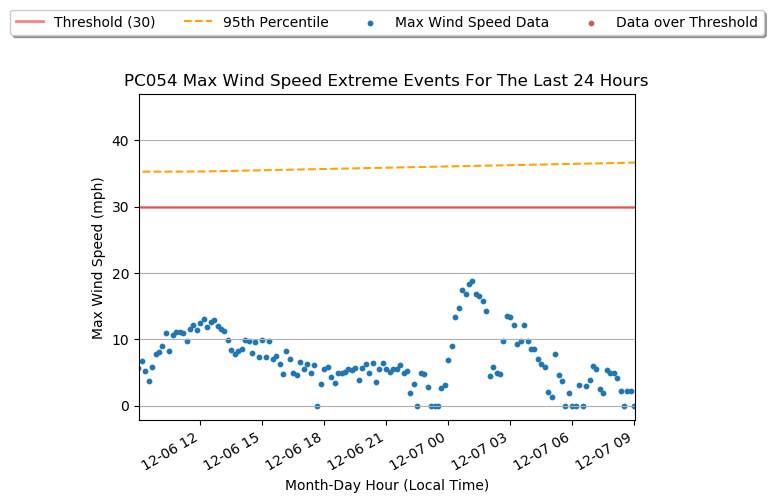 Threshold (30) 95th Percentile Max Wind Speed Data Data over Threshold
PC054 Max Wind Speed Extreme Events For The Last 24 Hours
Max Wind Speed (mph)
40
30
20
10
0
12-06 12 12-06 15 12-06 18 12-06 21 12-07 00 12-07 03 12-07 06 12-07 09
Month-Day Hour (Local Time)